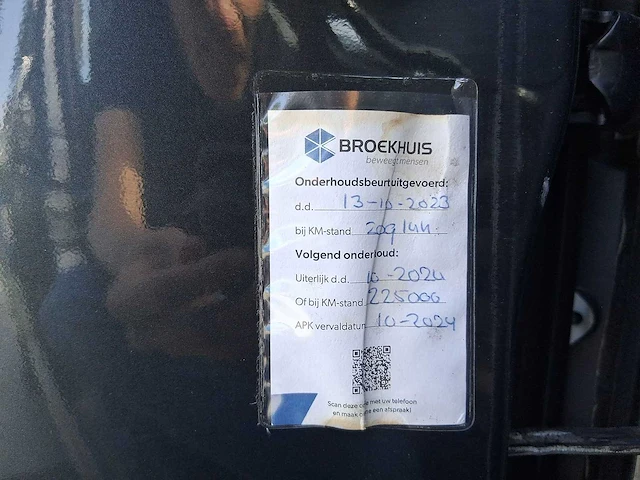 BROEKHUIS
beweegt mensen
Onderhoudsbeurt uitgevoerd:
d.d. 13-10-2023
bij KM-stand 209144.
Volgend onderhoud:
Uiterlijk d.d. 10-2024
Of bij KM-stand 225000
APK vervaldatum 10-2024
Scan deze code met uw telefoon
en maak online een afspraak!